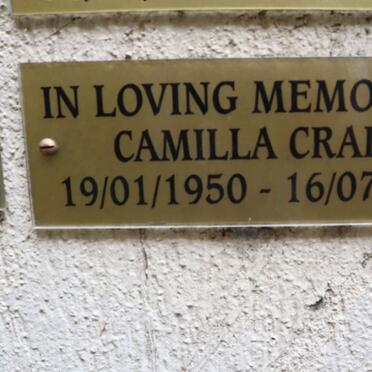 IN LOVING MEMO
CAMILLA CRA
19/01/1950 - 16/07